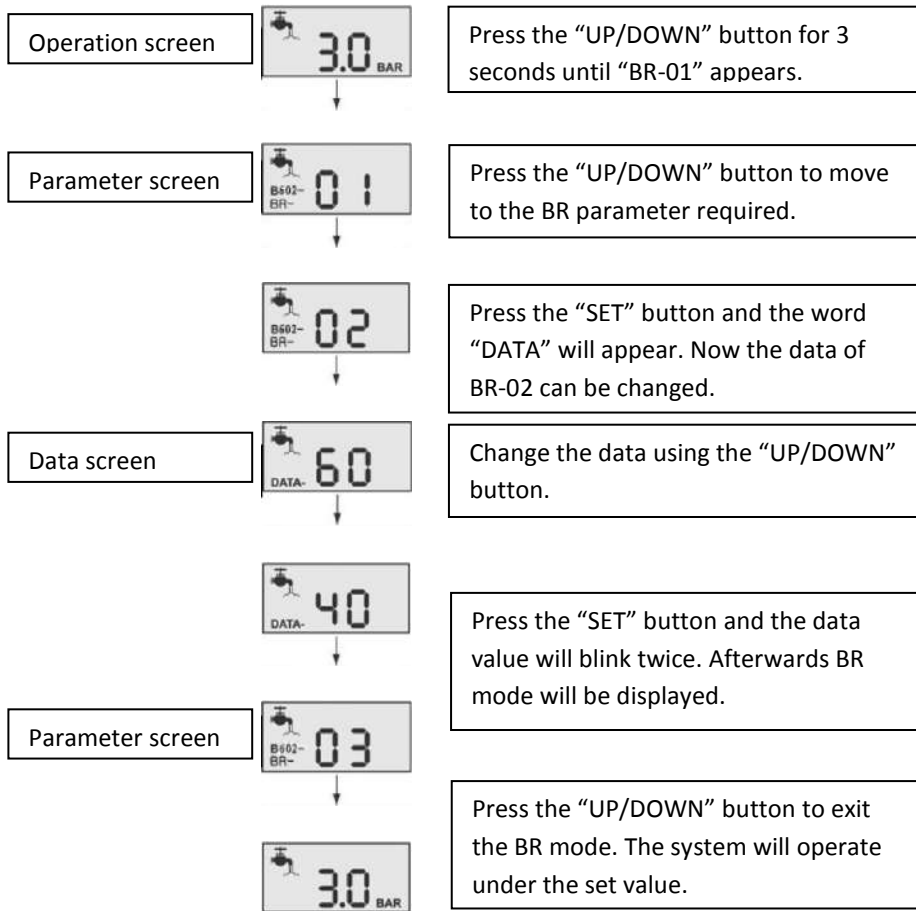 Operation screen
3.0 BAR
Press the “UP/DOWN” button for 3
seconds until “BR-01” appears.
Parameter screen
B602-
BR- 01
Press the “UP/DOWN” button to move
to the BR parameter required.
B602-
BR- 02
Press the “SET” button and the word
“DATA” will appear. Now the data of
BR-02 can be changed.
Data screen
DATA- 60
Change the data using the “UP/DOWN”
button.
DATA- 40
Press the “SET” button and the data
value will blink twice. Afterwards BR
mode will be displayed.
Parameter screen
B602-
BR- 03
Press the “UP/DOWN” button to exit
the BR mode. The system will operate
under the set value.
3.0 BAR